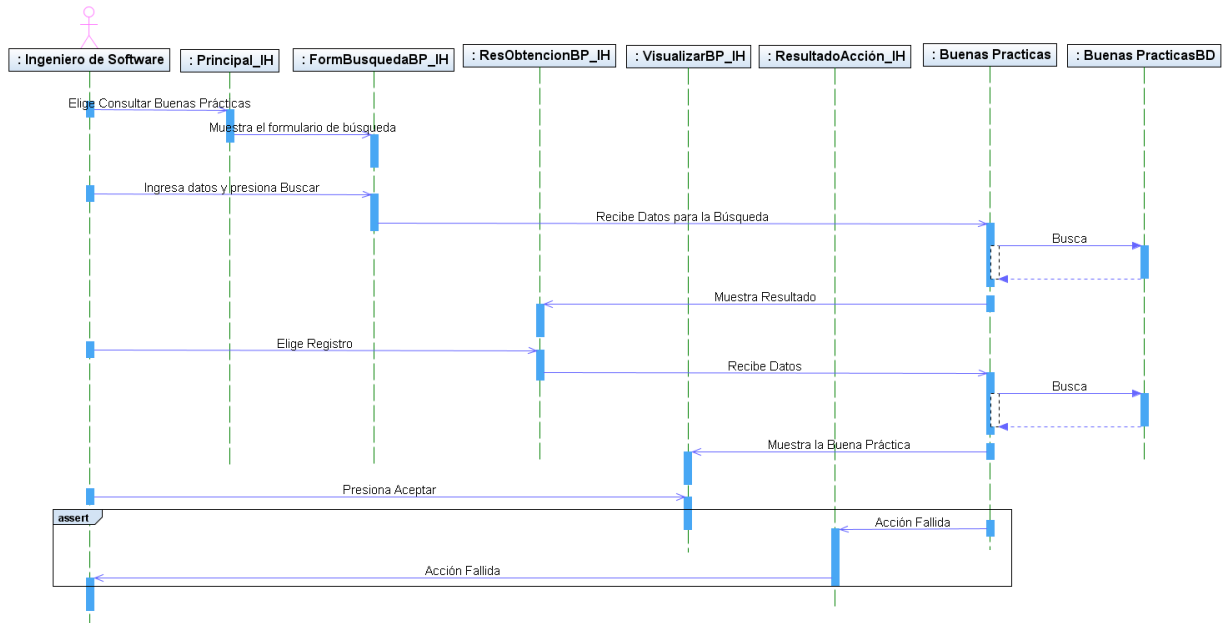 : Ingeniero de Software
: Principal_IH
: FormBusquedaBP_IH
: ResObtencionBP_IH
: VisualizarBP_IH
: ResultadoAcción_IH
: Buenas Practicas
: Buenas PracticasBD
Elige Consultar Buenas Prácticas
Muestra el formulario de búsqueda
Ingresa datos y presiona Buscar
Recibe Datos para la Búsqueda
Busca
Muestra Resultado
Elige Registro
Recibe Datos
Busca
Muestra la Buena Práctica
Presiona Aceptar
assert
Acción Fallida
Acción Fallida